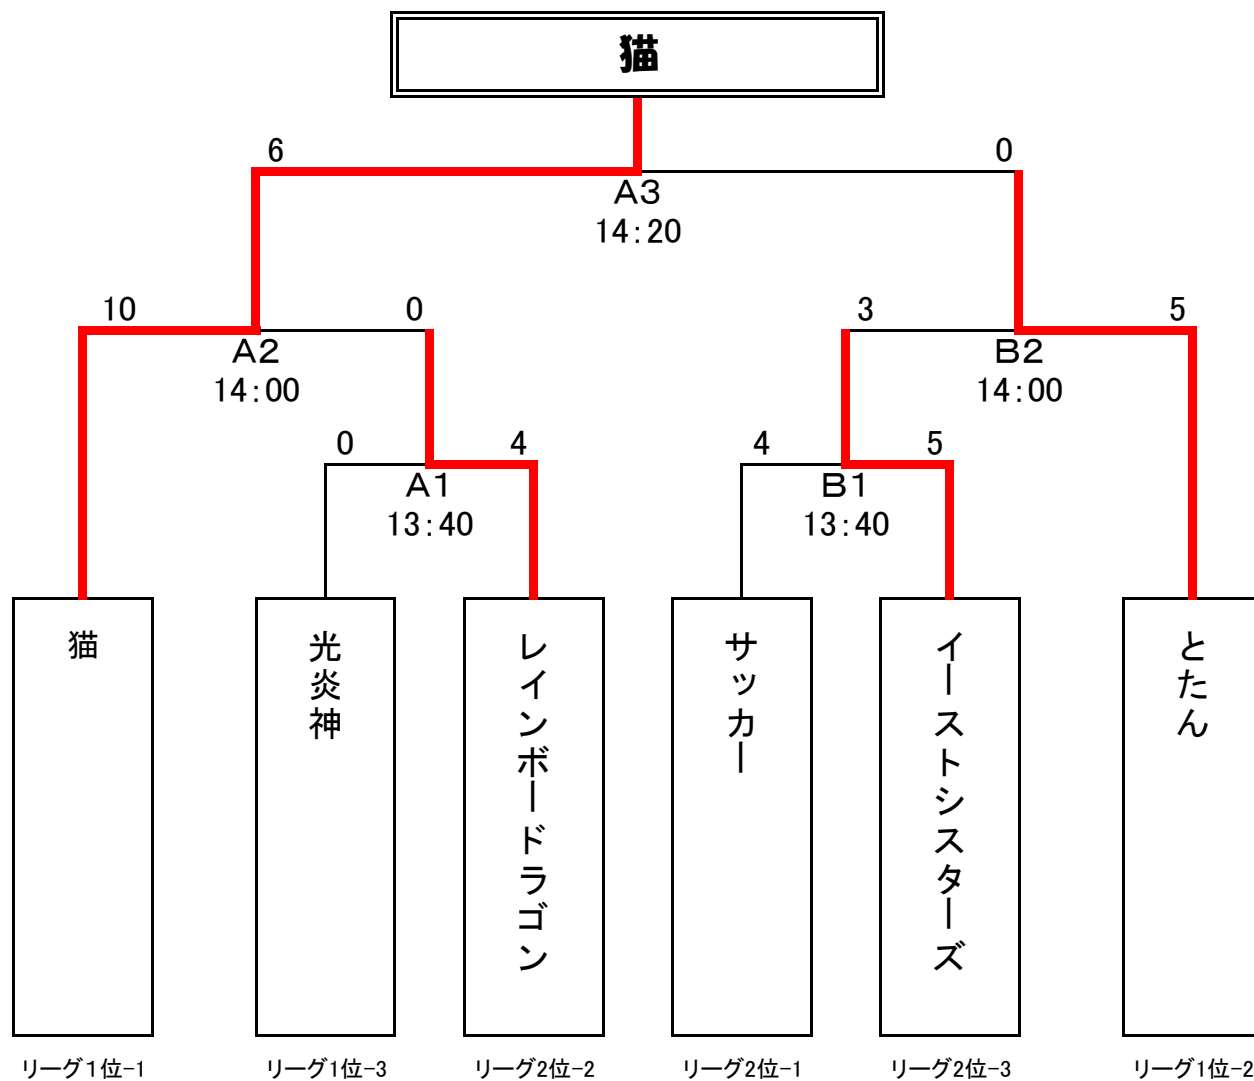 猫
6
0
A3
14:20
10
0
3
5
A2
14:00
B2
14:00
0
4
4
5
A1
13:40
B1
13:40
猫
光炎神
レインボードラゴン
サッカー
イーストシスターズ
とたん
リーグ1位-1
リーグ1位-3
リーグ2位-2
リーグ2位-1
リーグ2位-3
リーグ1位-2